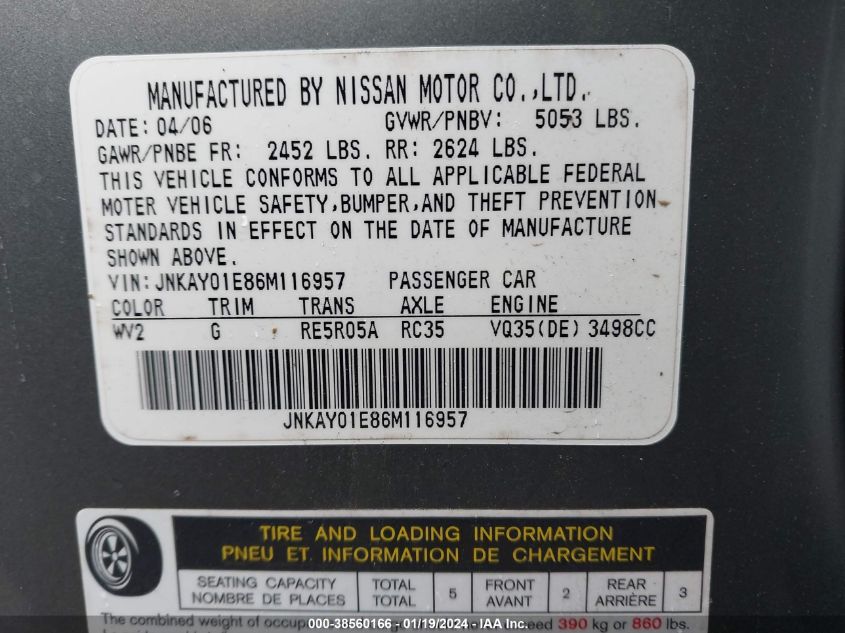 MANUFACTURED BY NISSAN MOTOR CO.,LTD.
DATE: 04/06 GVWR/PNBV: 5053 LBS.
GAWR/PNBE FR: 2452 LBS. RR: 2624 LBS.
THIS VEHICLE CONFORMS TO ALL APPLICABLE FEDERAL
MOTER VEHICLE SAFETY,BUMPER,AND THEFT PREVENTION
STANDARDS IN EFFECT ON THE DATE OF MANUFACTURE
SHOWN ABOVE.
VIN:JNKAY01E86M116957 PASSENGER CAR
COLOR TRIM TRANS AXLE ENGINE
WV2 G RE5R05A RC35 VQ35(DE) 3498CC
JNKAY01E86M116957
TIRE AND LOADING INFORMATION
PNEU ET INFORMATION DE CHARGEMENT
SEATING CAPACITY TOTAL 5 FRONT 2 REAR 3
NOMBRE DE PLACES TOTAL AVANT ARRIÈRE
The combined weight of 390 kg or 860 lbs.
000-38560166 - 01/19/2024 - IAA Inc.